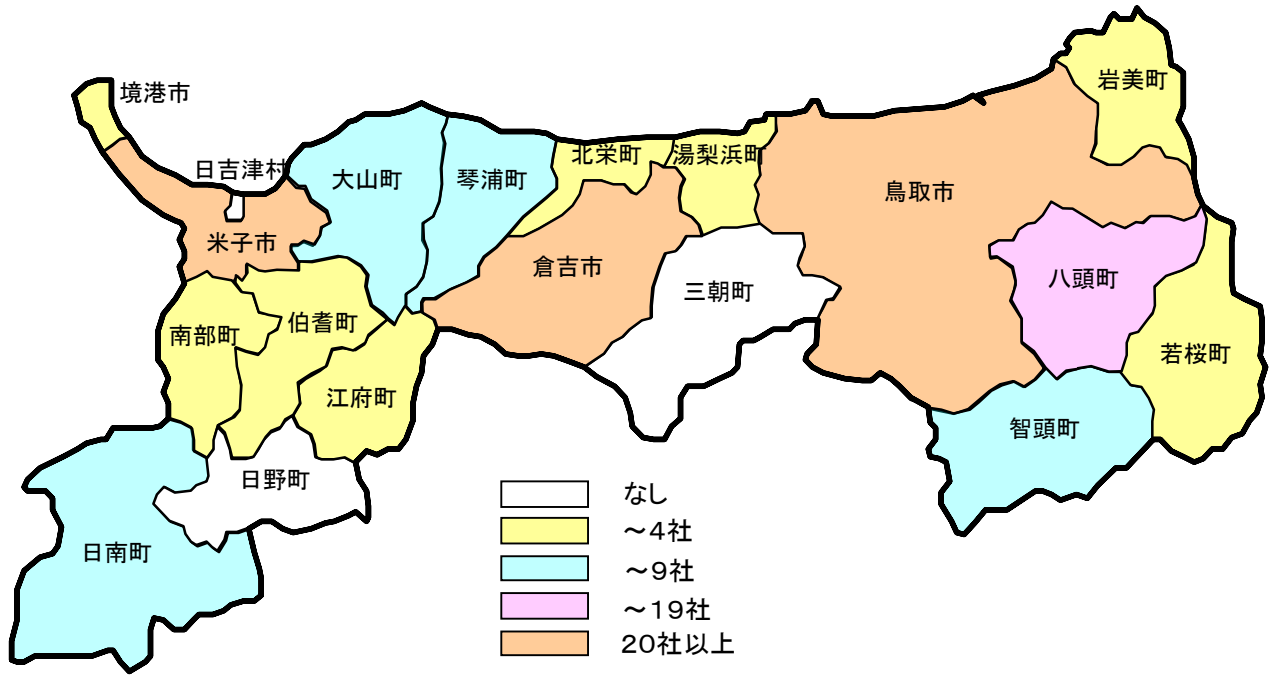 境港市
岩美町
日吉津村
大山町
琴浦町
北栄町
湯梨浜町
鳥取市
米子市
倉吉市
三朝町
八頭町
南部町
伯耆町
若桜町
江府町
智頭町
日野町
日南町
なし
～4社
～9社
～19社
20社以上